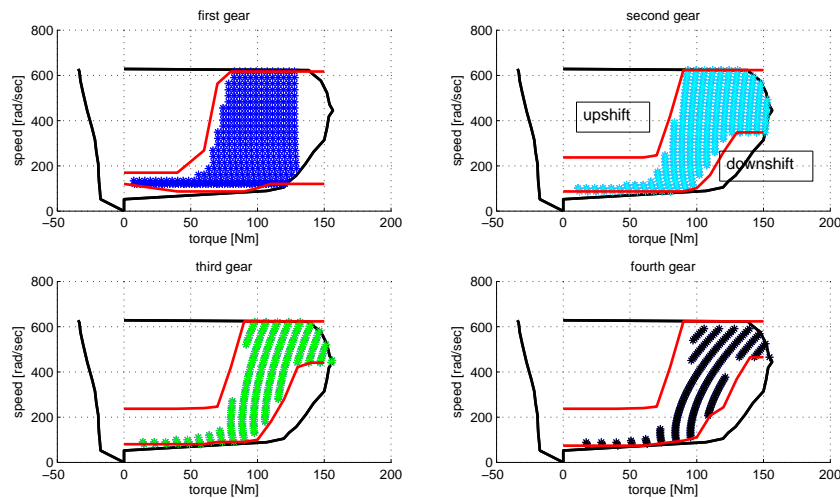 first gear
800
600
400
200
0
speed [rad/sec]
−50 0 50 100 150 200
torque [Nm]
second gear
800
600
400
200
0
speed [rad/sec]
upshift
downshift
−50 0 50 100 150 200
torque [Nm]
third gear
800
600
400
200
0
speed [rad/sec]
−50 0 50 100 150 200
torque [Nm]
fourth gear
800
600
400
200
0
speed [rad/sec]
−50 0 50 100 150 200
torque [Nm]